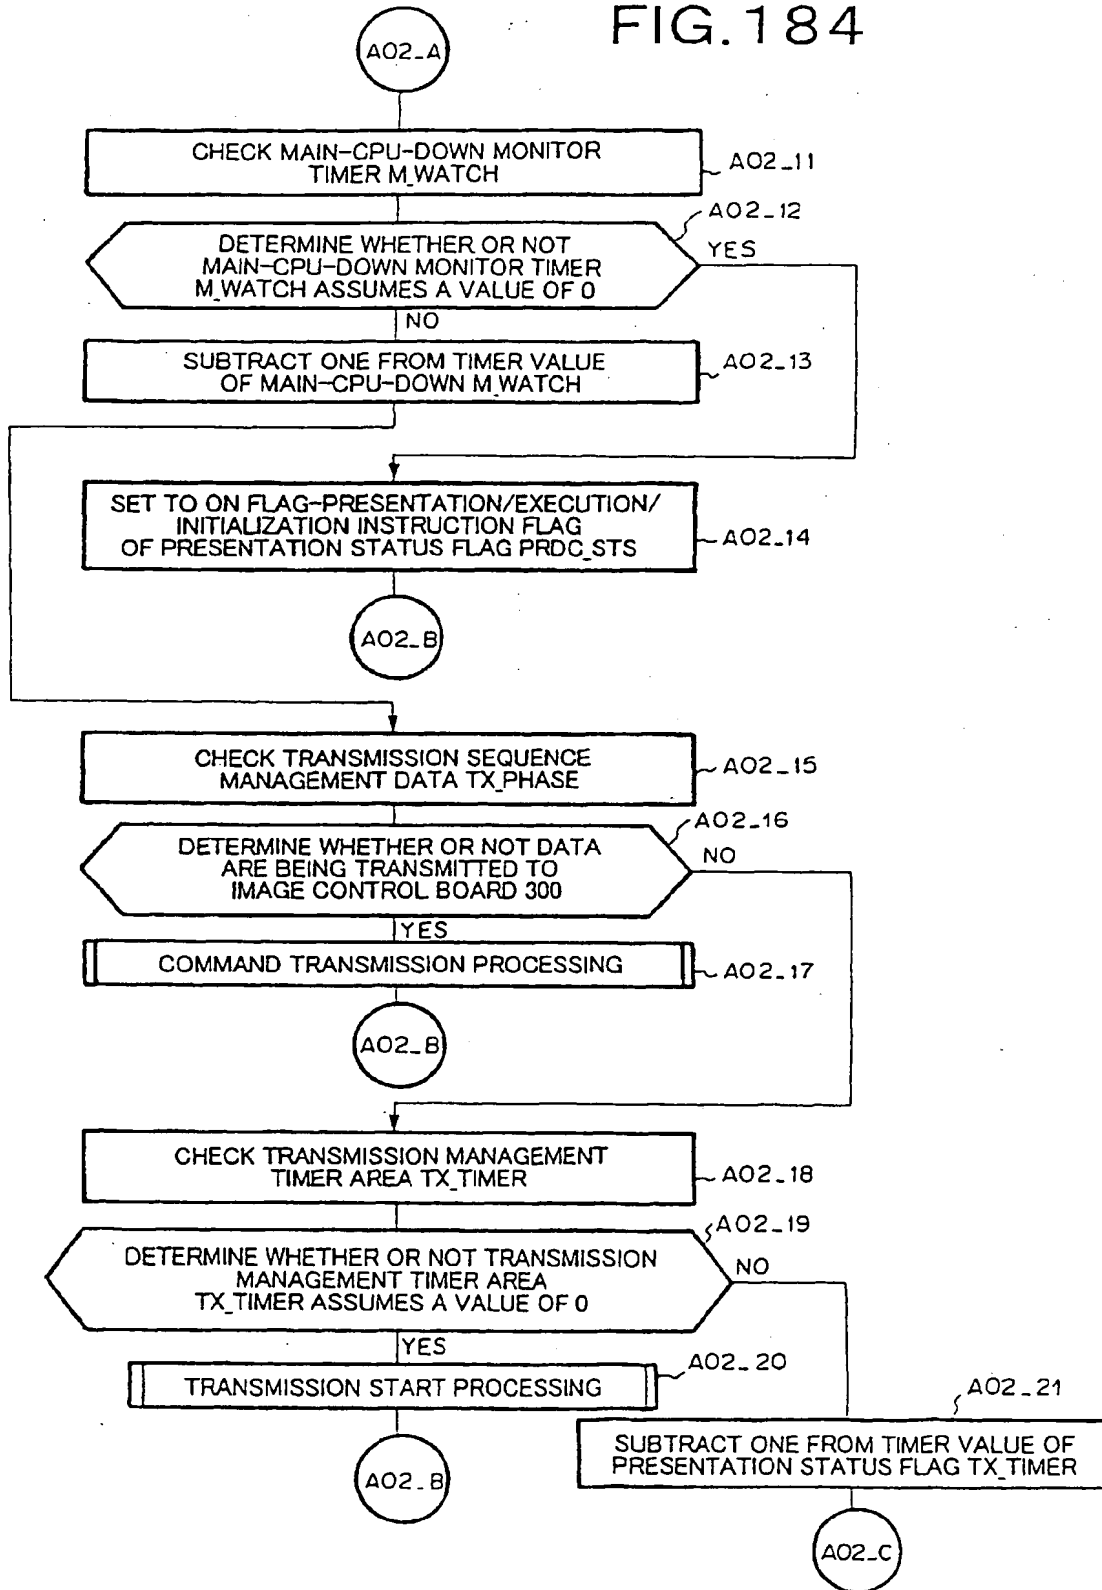 FIG.184
A02_A
CHECK MAIN-CPU-DOWN MONITOR
TIMER M_WATCH
A02_11
A02_12
DETERMINE WHETHER OR NOT
MAIN-CPU-DOWN MONITOR TIMER
M_WATCH ASSUMES A VALUE OF 0
YES
NO
SUBTRACT ONE FROM TIMER VALUE
OF MAIN-CPU-DOWN M_WATCH
A02_13
SET TO ON FLAG-PRESENTATION/EXECUTION/
INITIALIZATION INSTRUCTION FLAG
OF PRESENTATION STATUS FLAG PRDC_STS
A02_14
A02_B
CHECK TRANSMISSION SEQUENCE
MANAGEMENT DATA TX_PHASE
A02_15
A02_16
DETERMINE WHETHER OR NOT DATA
ARE BEING TRANSMITTED TO
IMAGE CONTROL BOARD 300
NO
YES
COMMAND TRANSMISSION PROCESSING
A02_17
A02_B
CHECK TRANSMISSION MANAGEMENT
TIMER AREA TX_TIMER
A02_18
A02_19
DETERMINE WHETHER OR NOT TRANSMISSION
MANAGEMENT TIMER AREA
TX_TIMER ASSUMES A VALUE OF 0
NO
YES
TRANSMISSION START PROCESSING
A02_20
A02_21
SUBTRACT ONE FROM TIMER VALUE OF
PRESENTATION STATUS FLAG TX_TIMER
A02_B
A02_C